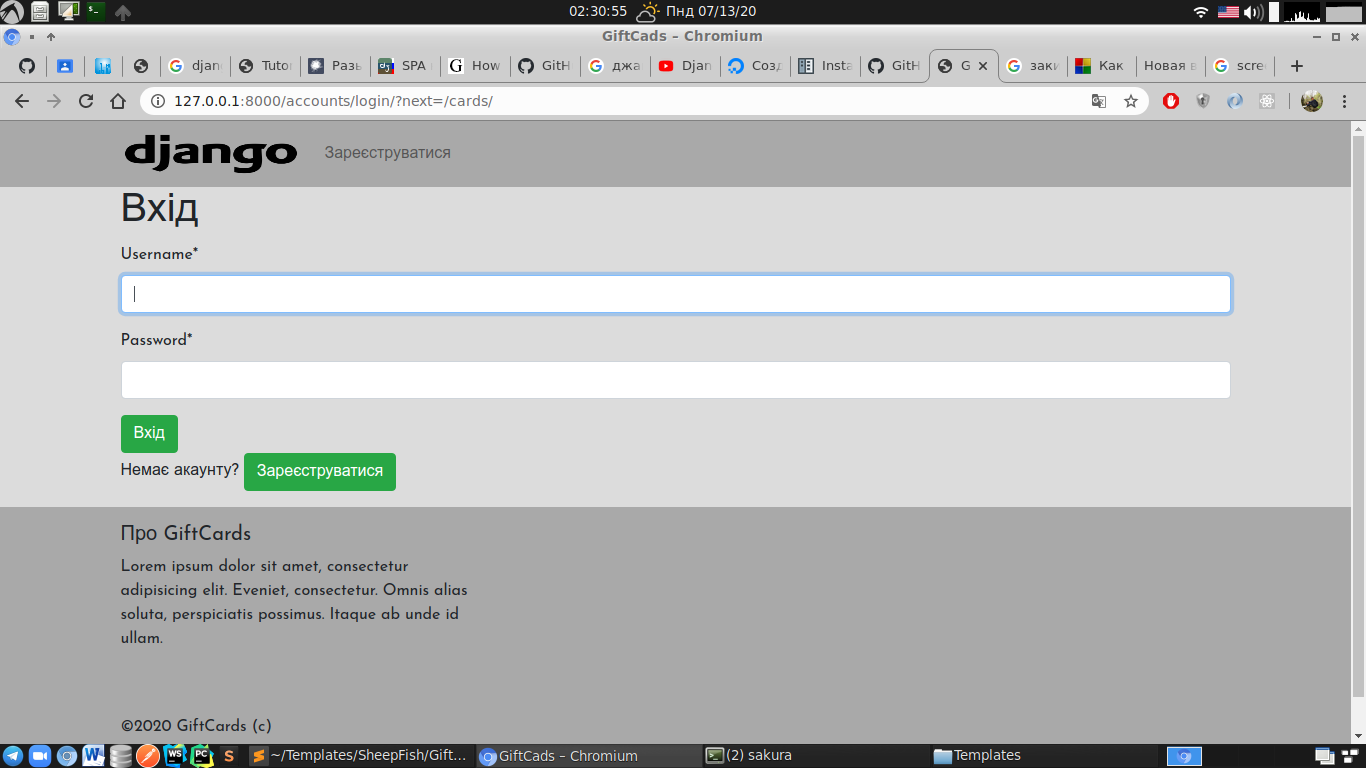 02:30:55 Пнд 07/13/20
GiftCads – Chromium
djan
Tutor
Разь
SPA
How
GitH
джа
Djan
Созд
Insta
GitH
G
заки
Как
Новая в
scree
127.0.0.1:8000/accounts/login/?next=/cards/
django Зареєструватися
Вхід
Username*
Password*
Вхід
Немає акаунту? Зареєструватися
Про GiftCards
Lorem ipsum dolor sit amet, consectetur
adipisicing elit. Eveniet, consectetur. Omnis alias
soluta, perspiciatis possimus. Itaque ab unde id
ullam.
©2020 GiftCards (c)
~/Templates/SheepFish/Gift... GiftCads – Chromium (2) sakura Templates